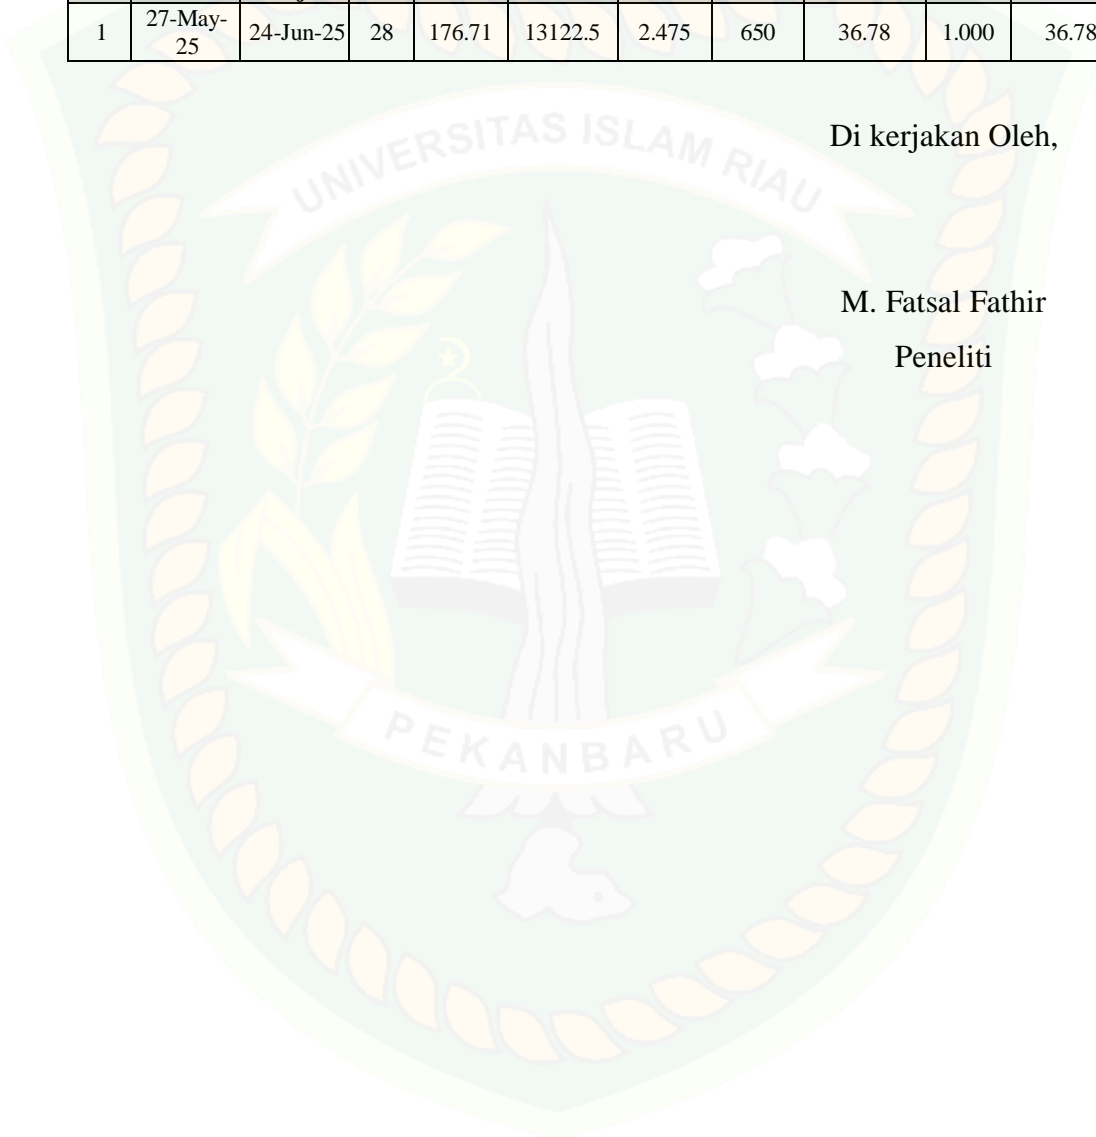 1 27-May-25 24-Jun-25 28 176.71 13122.5 2.475 650 36.78 1.000 36.78
Di kerjakan Oleh,
UNIVERSITAS ISLAM RIAU
M. Fatsal Fathir
Peneliti
PEKANBARU